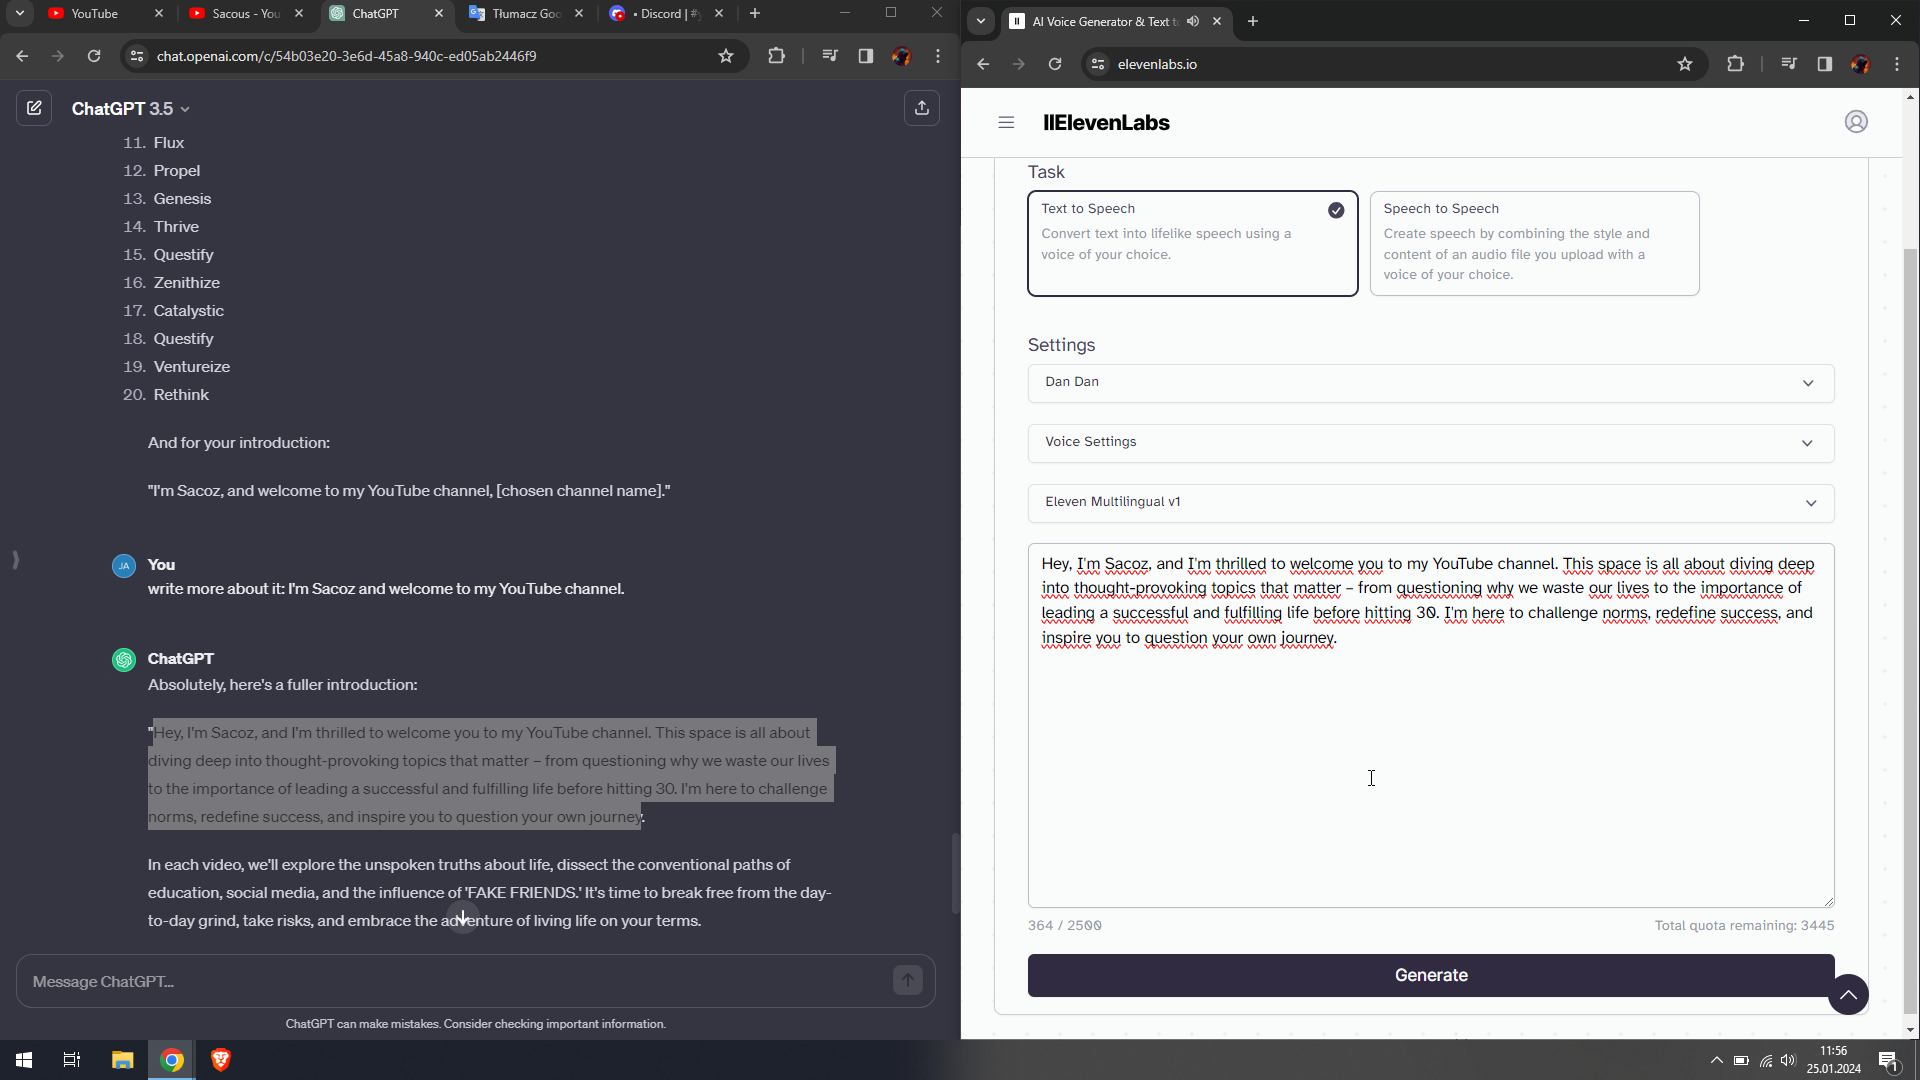 YouTube
Sacous - You
ChatGPT
Tłumacz Goo
• Discord | #
chat.openai.com/c/54b03e20-3e6d-45a8-940c-ed05ab2446f9
ChatGPT 3.5
11. Flux
12. Propel
13. Genesis
14. Thrive
15. Questify
16. Zenithize
17. Catalystic
18. Questify
19. Ventureize
20. Rethink
And for your introduction:
"I'm Sacoz, and welcome to my YouTube channel, [chosen channel name]."
JA
You
write more about it: I'm Sacoz and welcome to my YouTube channel.
ChatGPT
Absolutely, here's a fuller introduction:
"Hey, I'm Sacoz, and I'm thrilled to welcome you to my YouTube channel. This space is all about
diving deep into thought-provoking topics that matter – from questioning why we waste our lives
to the importance of leading a successful and fulfilling life before hitting 30. I'm here to challenge
norms, redefine success, and inspire you to question your own journey.
In each video, we'll explore the unspoken truths about life, dissect the conventional paths of
education, social media, and the influence of 'FAKE FRIENDS.' It's time to break free from the day-
to-day grind, take risks, and embrace the adventure of living life on your terms.
Message ChatGPT...
ChatGPT can make mistakes. Consider checking important information.
AI Voice Generator & Text t
elevenlabs.io
IIElevenLabs
Task
Text to Speech
Convert text into lifelike speech using a
voice of your choice.
Speech to Speech
Create speech by combining the style and
content of an audio file you upload with a
voice of your choice.
Settings
Dan Dan
Voice Settings
Eleven Multilingual v1
Hey, I'm Sacoz, and I'm thrilled to welcome you to my YouTube channel. This space is all about diving deep
into thought-provoking topics that matter – from questioning why we waste our lives to the importance of
leading a successful and fulfilling life before hitting 30. I'm here to challenge norms, redefine success, and
inspire you to question your own journey.
364 / 2500
Total quota remaining: 3445
Generate
11:56
25.01.2024
1